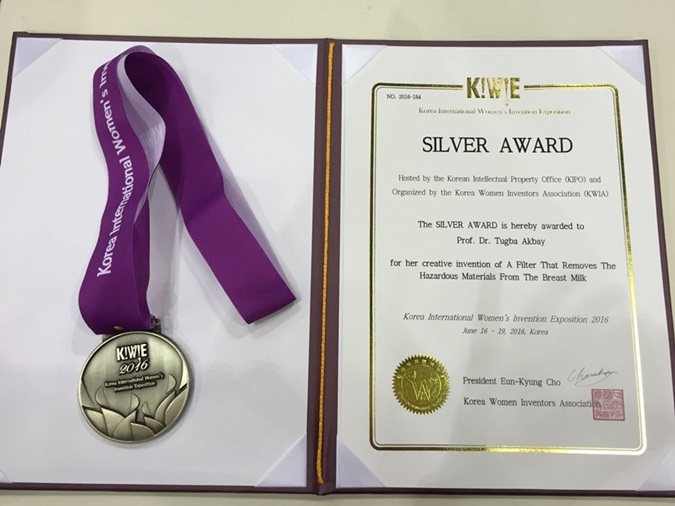 Korea International Women's Inv
K!W!E
2016
Korea International Women's
Invention Exposition
K!W!E
NO. 2016-184
Korea International Women's Invention Exposition
SILVER AWARD
Hosted by the Korean Intellectual Property Office (KIPO) and
Organized by the Korea Women Inventors Association (KWIA)
The SILVER AWARD is hereby awarded to
Prof. Dr. Tugba Akbay
for her creative invention of A Filter That Removes The
Hazardous Materials From The Breast Milk
Korea International Women's Invention Exposition 2016
June 16 - 19, 2016, Korea
President Eun-Kyung Cho
Korea Women Inventors Association